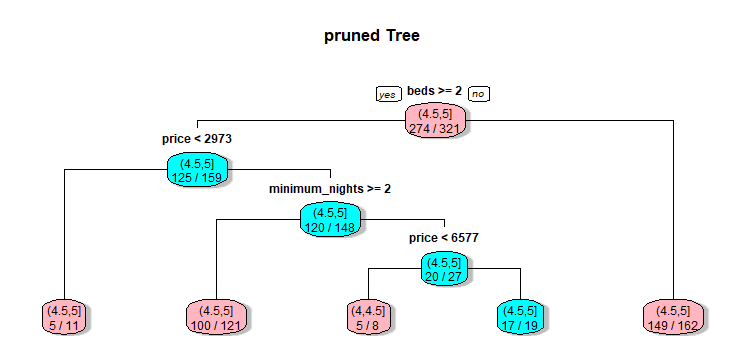 pruned Tree
yes beds >= 2 no
(4.5,5]
274 / 321
price < 2973
(4.5,5]
125 / 159
minimum_nights >= 2
(4.5,5]
120 / 148
price < 6577
(4.5,5]
20 / 27
(4.5,5]
5 / 11
(4.5,5]
100 / 121
(4,4.5]
5 / 8
(4.5,5]
17 / 19
(4.5,5]
149 / 162